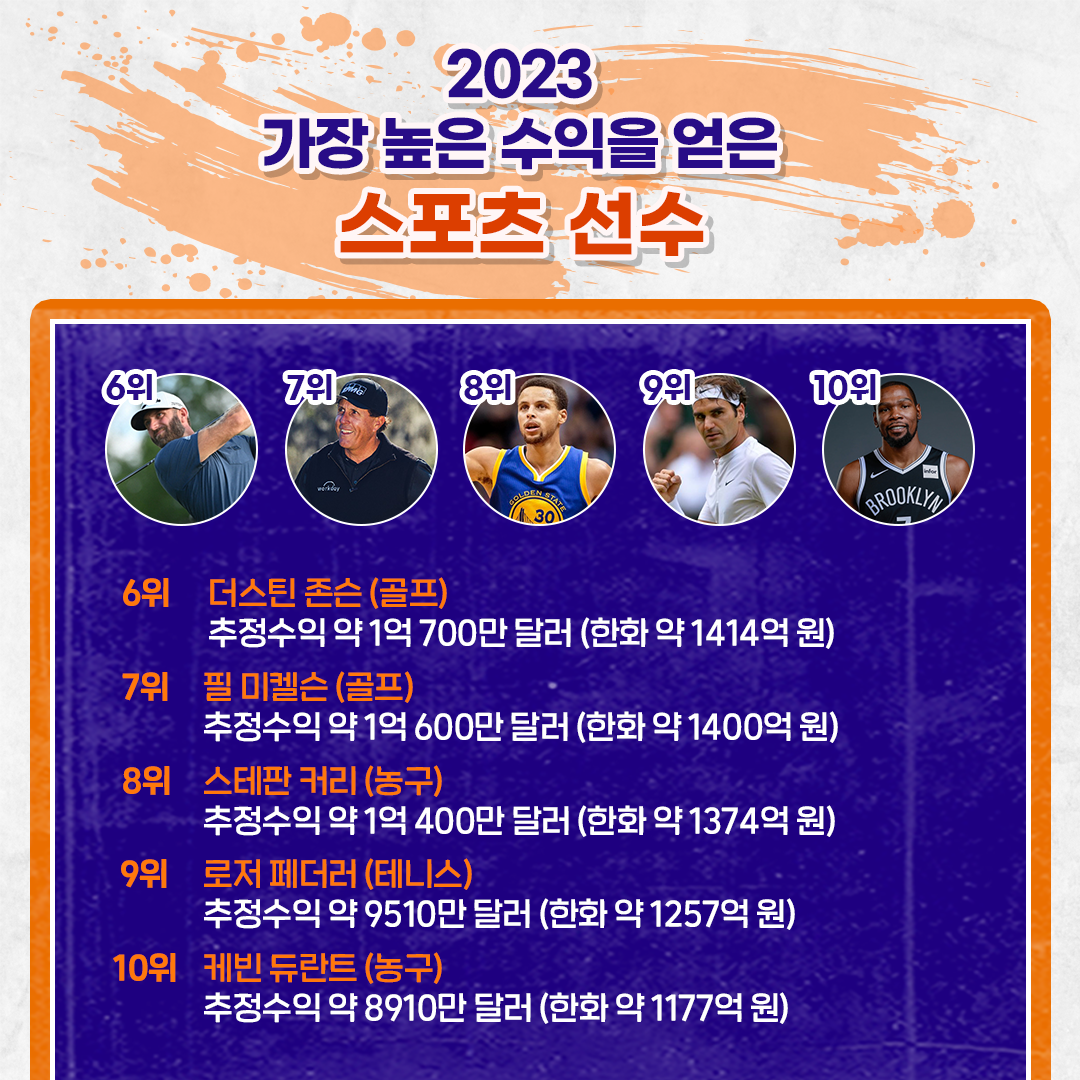 2023
가장 높은 수익을 얻은
스포츠 선수
6위 7위 8위 9위 10위
KPMG
workday
GOLDEN STATE
30
infor
BROOKLYN
7
6위 더스틴 존슨 (골프)
추정수익 약 1억 700만 달러 (한화 약 1414억 원)
7위 필 미켈슨 (골프)
추정수익 약 1억 600만 달러 (한화 약 1400억 원)
8위 스테판 커리 (농구)
추정수익 약 1억 400만 달러 (한화 약 1374억 원)
9위 로저 페더러 (테니스)
추정수익 약 9510만 달러 (한화 약 1257억 원)
10위 케빈 듀란트 (농구)
추정수익 약 8910만 달러 (한화 약 1177억 원)